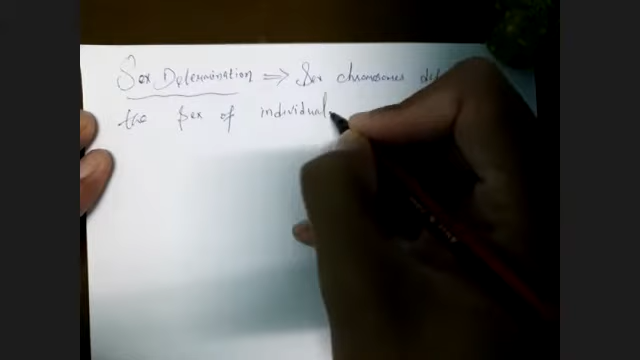 Sex Determination ⇒ Sex chromosomes
the sex of individual